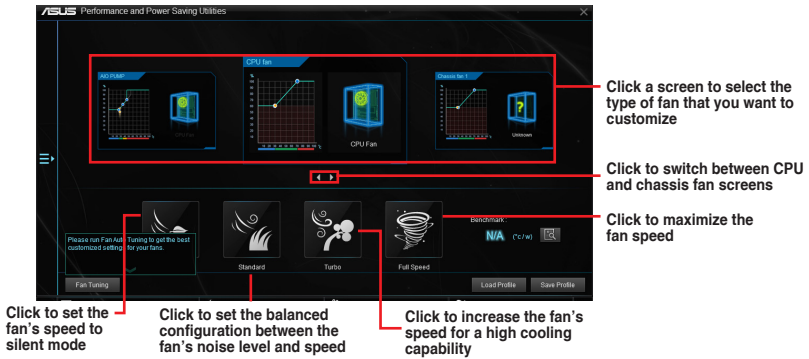 ASUS Performance and Power Saving Utilities
AIO PUMP
CPU Fan
CPU fan
CPU Fan
Chassis fan 1
Unknown
Click a screen to select the
type of fan that you want to
customize
Click to switch between CPU
and chassis fan screens
Click to maximize the
fan speed
Please run Fan Auto Tuning to get the best
customized settings for your fans.
Standard
Turbo
Full Speed
Benchmark :
N/A (°c / w)
Fan Tuning
Load Profile
Save Profile
Click to set the
fan's speed to
silent mode
Click to set the balanced
configuration between the
fan's noise level and speed
Click to increase the fan's
speed for a high cooling
capability